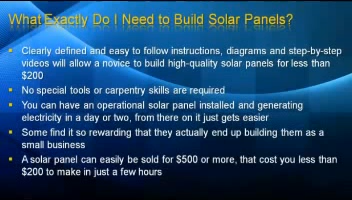 What Exactly Do I Need to Build Solar Panels?
Clearly defined and easy to follow instructions, diagrams and step-by-step
videos will allow a novice to build high-quality solar panels for less than
$200
No special tools or carpentry skills are required
You can have an operational solar panel installed and generating
electricity in a day or two, from there on it just gets easier
Some find it so rewarding that they actually end up building them as a
small business
A solar panel can easily be sold for $500 or more, that cost you less than
$200 to make in just a few hours